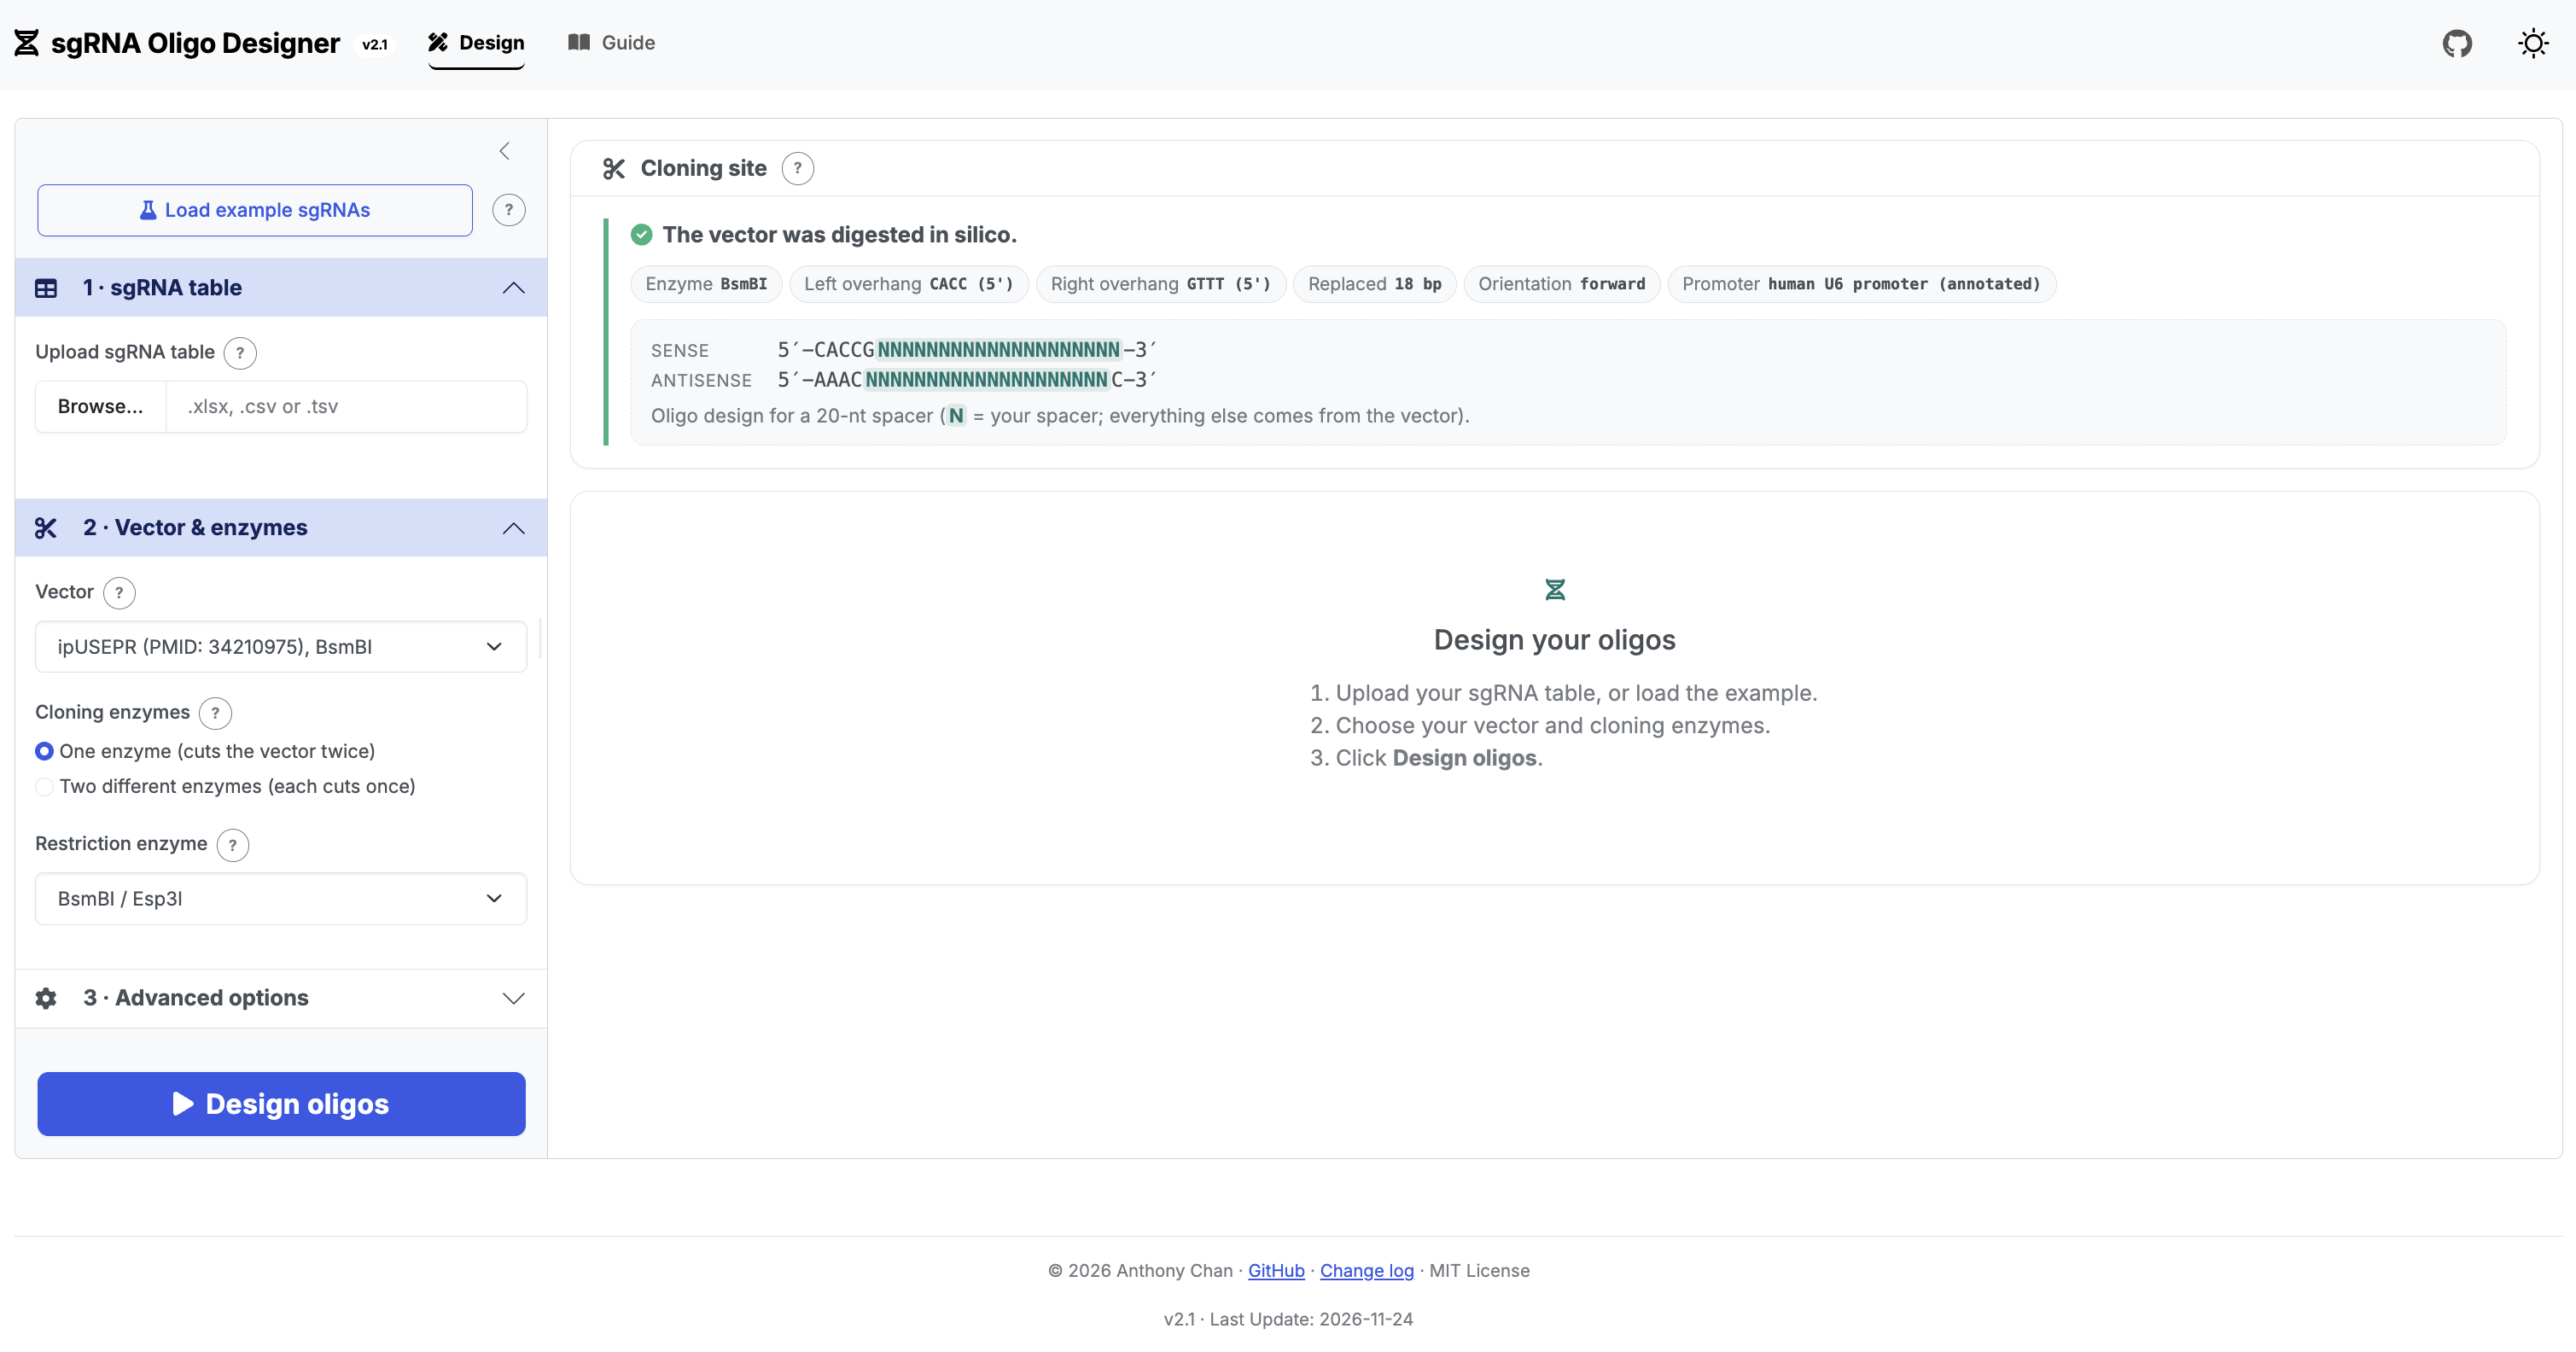 sgRNA Oligo Designer v2.1 Design Guide
Load example sgRNAs ?
1 · sgRNA table
Upload sgRNA table ?
Browse... .xlsx, .csv or .tsv
2 · Vector & enzymes
Vector ?
ipUSEPR (PMID: 34210975), BsmBI
Cloning enzymes ?
One enzyme (cuts the vector twice)
Two different enzymes (each cuts once)
Restriction enzyme ?
BsmBI / Esp3I
3 · Advanced options
Design oligos
Cloning site ?
The vector was digested in silico.
Enzyme BsmBI Left overhang CACC (5') Right overhang GTTT (5') Replaced 18 bp Orientation forward Promoter human U6 promoter (annotated)
SENSE 5′–CACCGNNNNNNNNNNNNNNNNNNNN–3′
ANTISENSE 5′–AAACNNNNNNNNNNNNNNNNNNNNC–3′
Oligo design for a 20-nt spacer (N = your spacer; everything else comes from the vector).
Design your oligos
1. Upload your sgRNA table, or load the example.
2. Choose your vector and cloning enzymes.
3. Click Design oligos.
© 2026 Anthony Chan · GitHub · Change log · MIT License
v2.1 · Last Update: 2026-11-24